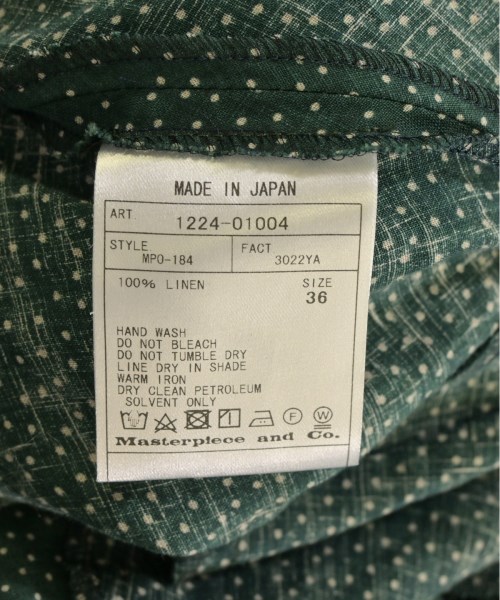 MADE IN JAPAN
ART 1224-01004
STYLE FACT
MPO-184 3022YA
100% LINEN SIZE
36
HAND WASH
DO NOT BLEACH
DO NOT TUMBLE DRY
LINE DRY IN SHADE
WARM IRON
DRY CLEAN PETROLEUM
SOLVENT ONLY
F W
Masterpiece and Co.